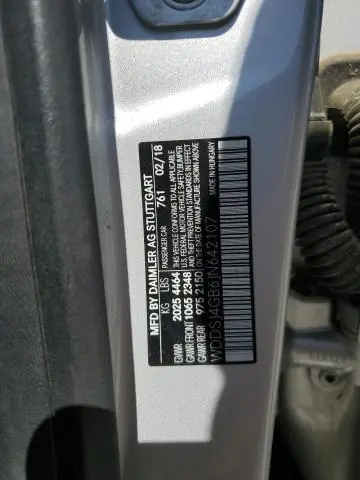 MFD BY DAIMLER AG STUTTGART
PASSENGER CAR 761 02/18
KG LBS THIS VEHICLE CONFORMS TO ALL APPLICABLE
GVWR 2025 4464 U.S. FEDERAL MOTOR VEHICLE SAFETY BUMPER
GAWR FRONT 1065 2348 AND THEFT PREVENTION STANDARDS IN EFFECT
GAWR REAR 975 2150 ON THE DATE OF MANUFACTURE SHOWN ABOVE
WDDSJ4GB6JN642107 MADE IN HUNGARY